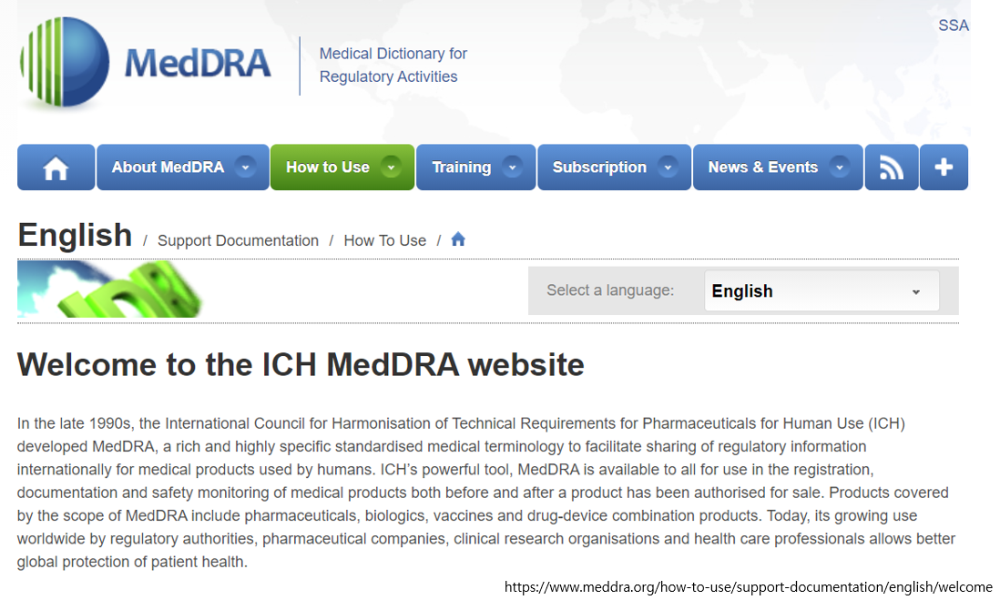 SSA
MedDRA
Medical Dictionary for
Regulatory Activities
About MedDRA
How to Use
Training
Subscription
News & Events
English / Support Documentation / How To Use /
Select a language:
English
Welcome to the ICH MedDRA website
In the late 1990s, the International Council for Harmonisation of Technical Requirements for Pharmaceuticals for Human Use (ICH)
developed MedDRA, a rich and highly specific standardised medical terminology to facilitate sharing of regulatory information
internationally for medical products used by humans. ICH’s powerful tool, MedDRA is available to all for use in the registration,
documentation and safety monitoring of medical products both before and after a product has been authorised for sale. Products covered
by the scope of MedDRA include pharmaceuticals, biologics, vaccines and drug-device combination products. Today, its growing use
worldwide by regulatory authorities, pharmaceutical companies, clinical research organisations and health care professionals allows better
global protection of patient health.
https://www.meddra.org/how-to-use/support-documentation/english/welcome